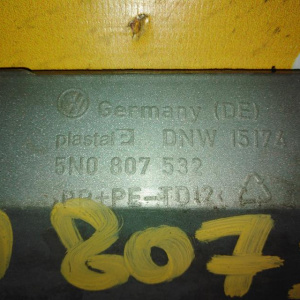 Germany (DE)
plastal DNW 15174
5N0 807 532
>PP+PE-TD12<
807